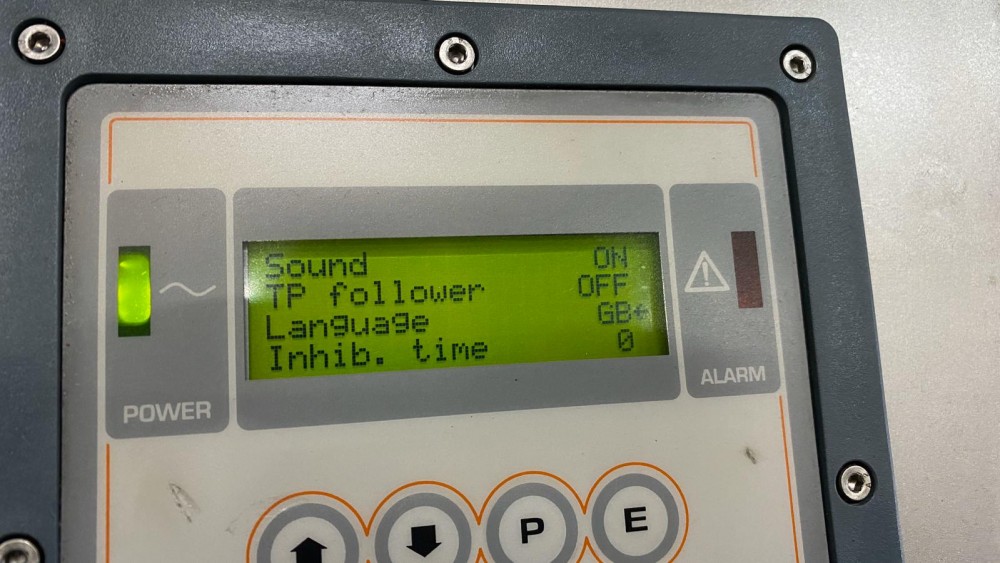 Sound ON
TP follower OFF
Language GB←
Inhib. time 0
POWER
ALARM
P
E